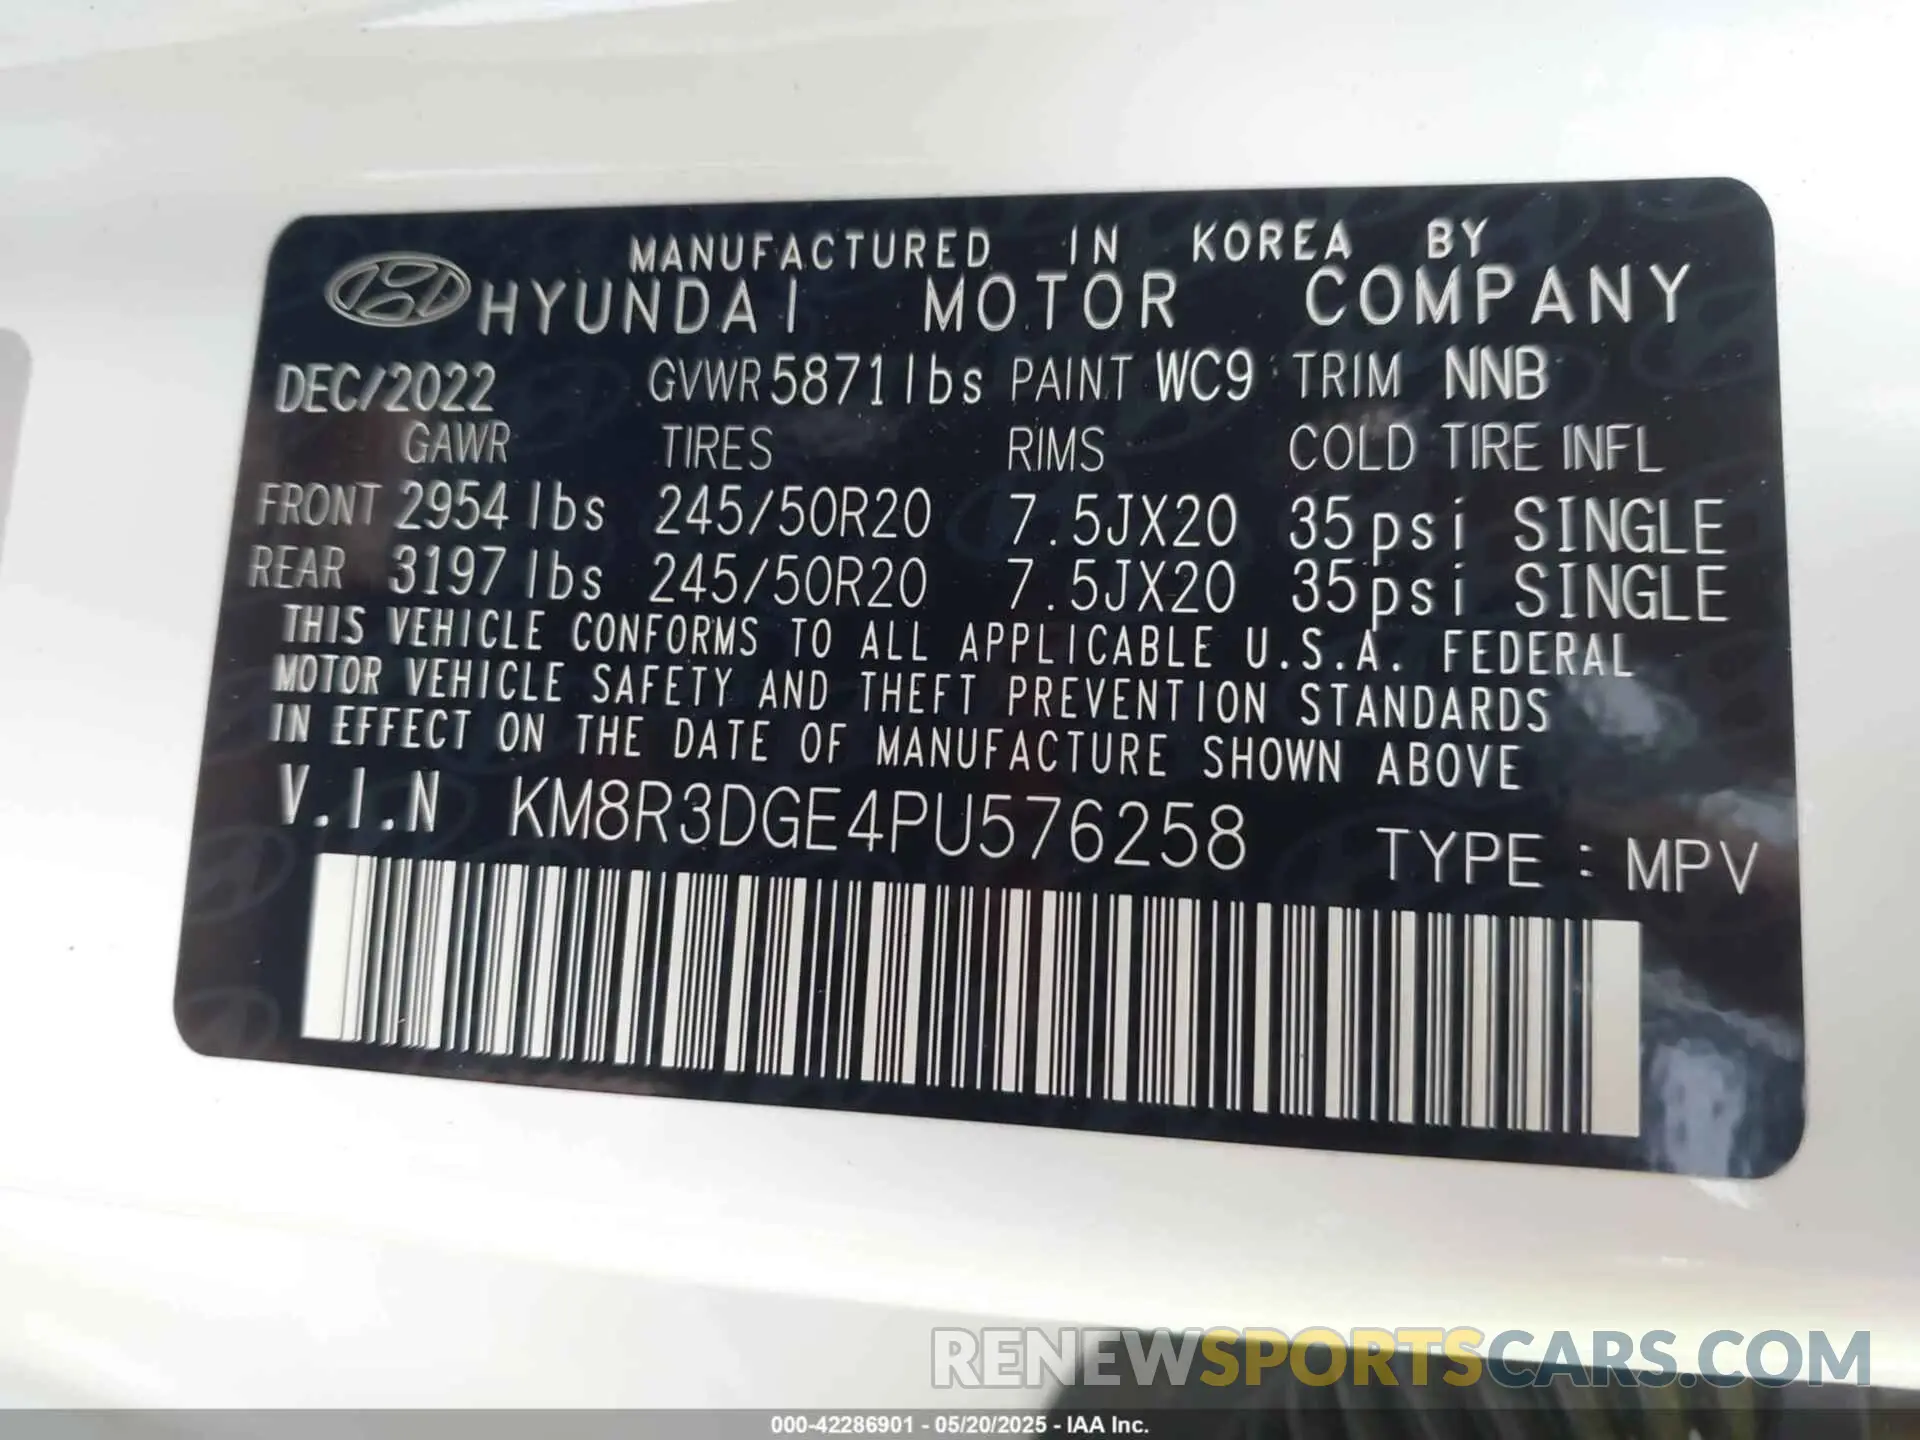 MANUFACTURED IN KOREA BY
HYUNDAI MOTOR COMPANY
DEC/2022 GVWR 5871lbs PAINT WC9 TRIM NNB
GAWR TIRES RIMS COLD TIRE INFL
FRONT 2954 lbs 245/50R20 7.5JX20 35psi SINGLE
REAR 3197 lbs 245/50R20 7.5JX20 35psi SINGLE
THIS VEHICLE CONFORMS TO ALL APPLICABLE U.S.A. FEDERAL
MOTOR VEHICLE SAFETY AND THEFT PREVENTION STANDARDS
IN EFFECT ON THE DATE OF MANUFACTURE SHOWN ABOVE
V.I.N KM8R3DGE4PU576258
TYPE : MPV
RENEWSPORTSCARS.COM
000-42286901 - 05/20/2025 - IAA Inc.